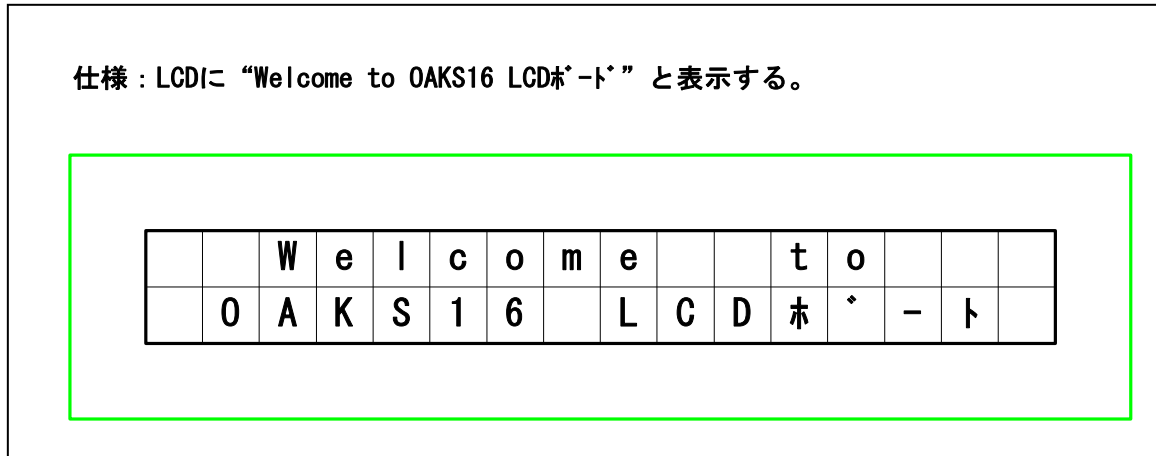 仕様：LCDに“Welcome to OAKS16 LCDﾎﾞｰﾄﾞ”と表示する。
Welcome  to
OAKS16 LCDﾎﾞｰﾄ